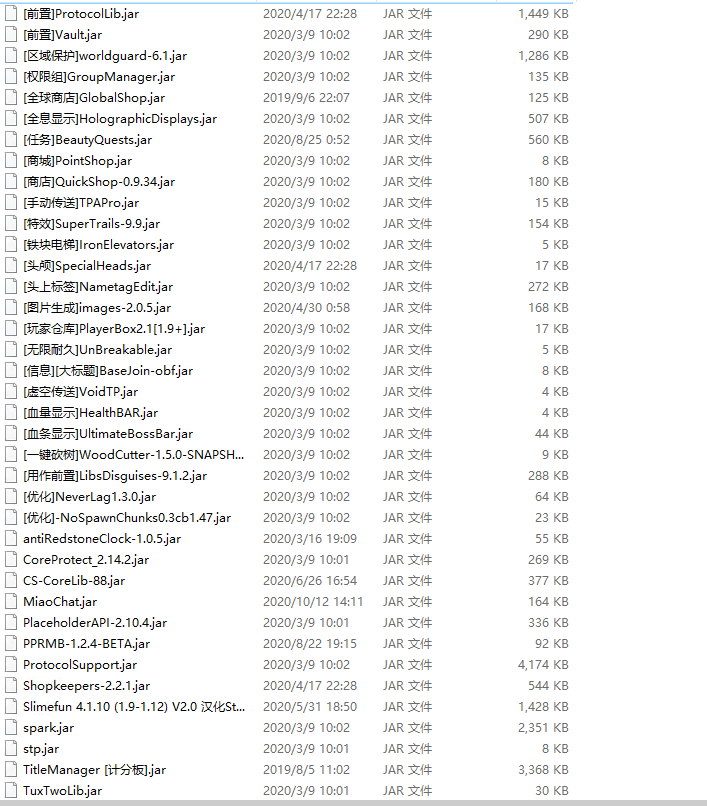 [前置]ProtocolLib.jar 2020/4/17 22:28 JAR 文件 1,449 KB
[前置]Vault.jar 2020/3/9 10:02 JAR 文件 290 KB
[区域保护]worldguard-6.1.jar 2020/3/9 10:02 JAR 文件 1,286 KB
[权限组]GroupManager.jar 2020/3/9 10:02 JAR 文件 135 KB
[全球商店]GlobalShop.jar 2019/9/6 22:07 JAR 文件 125 KB
[全息显示]HolographicDisplays.jar 2020/3/9 10:02 JAR 文件 507 KB
[任务]BeautyQuests.jar 2020/8/25 0:52 JAR 文件 560 KB
[商城]PointShop.jar 2020/3/9 10:02 JAR 文件 8 KB
[商店]QuickShop-0.9.34.jar 2020/3/9 10:02 JAR 文件 180 KB
[手动传送]TPAPro.jar 2020/3/9 10:02 JAR 文件 15 KB
[特效]SuperTrails-9.9.jar 2020/3/9 10:02 JAR 文件 154 KB
[铁块电梯]IronElevators.jar 2020/3/9 10:02 JAR 文件 5 KB
[头颅]SpecialHeads.jar 2020/4/17 22:28 JAR 文件 17 KB
[头上标签]NametagEdit.jar 2020/3/9 10:02 JAR 文件 272 KB
[图片生成]images-2.0.5.jar 2020/4/30 0:58 JAR 文件 168 KB
[玩家仓库]PlayerBox2.1[1.9+].jar 2020/3/9 10:02 JAR 文件 17 KB
[无限耐久]UnBreakable.jar 2020/3/9 10:02 JAR 文件 5 KB
[信息][大标题]BaseJoin-obf.jar 2020/3/9 10:02 JAR 文件 8 KB
[虚空传送]VoidTP.jar 2020/3/9 10:02 JAR 文件 4 KB
[血量显示]HealthBAR.jar 2020/3/9 10:02 JAR 文件 4 KB
[血条显示]UltimateBossBar.jar 2020/3/9 10:02 JAR 文件 44 KB
[一键砍树]WoodCutter-1.5.0-SNAPSH... 2020/3/9 10:02 JAR 文件 9 KB
[用作前置]LibsDisguises-9.1.2.jar 2020/3/9 10:02 JAR 文件 288 KB
[优化]NeverLag1.3.0.jar 2020/3/9 10:02 JAR 文件 64 KB
[优化]-NoSpawnChunks0.3cb1.47.jar 2020/3/9 10:02 JAR 文件 23 KB
antiRedstoneClock-1.0.5.jar 2020/3/16 19:09 JAR 文件 55 KB
CoreProtect_2.14.2.jar 2020/3/9 10:01 JAR 文件 269 KB
CS-CoreLib-88.jar 2020/6/26 16:54 JAR 文件 377 KB
MiaoChat.jar 2020/10/12 14:11 JAR 文件 164 KB
PlaceholderAPI-2.10.4.jar 2020/3/9 10:01 JAR 文件 336 KB
PPRMB-1.2.4-BETA.jar 2020/8/22 19:15 JAR 文件 92 KB
ProtocolSupport.jar 2020/3/9 10:02 JAR 文件 4,174 KB
Shopkeepers-2.2.1.jar 2020/4/17 22:28 JAR 文件 544 KB
Slimefun 4.1.10 (1.9-1.12) V2.0 汉化St... 2020/5/31 18:50 JAR 文件 1,428 KB
spark.jar 2020/3/9 10:02 JAR 文件 2,351 KB
stp.jar 2020/3/9 10:01 JAR 文件 8 KB
TitleManager [计分板].jar 2019/8/5 11:02 JAR 文件 3,368 KB
TuxTwoLib.jar 2020/3/9 10:01 JAR 文件 30 KB